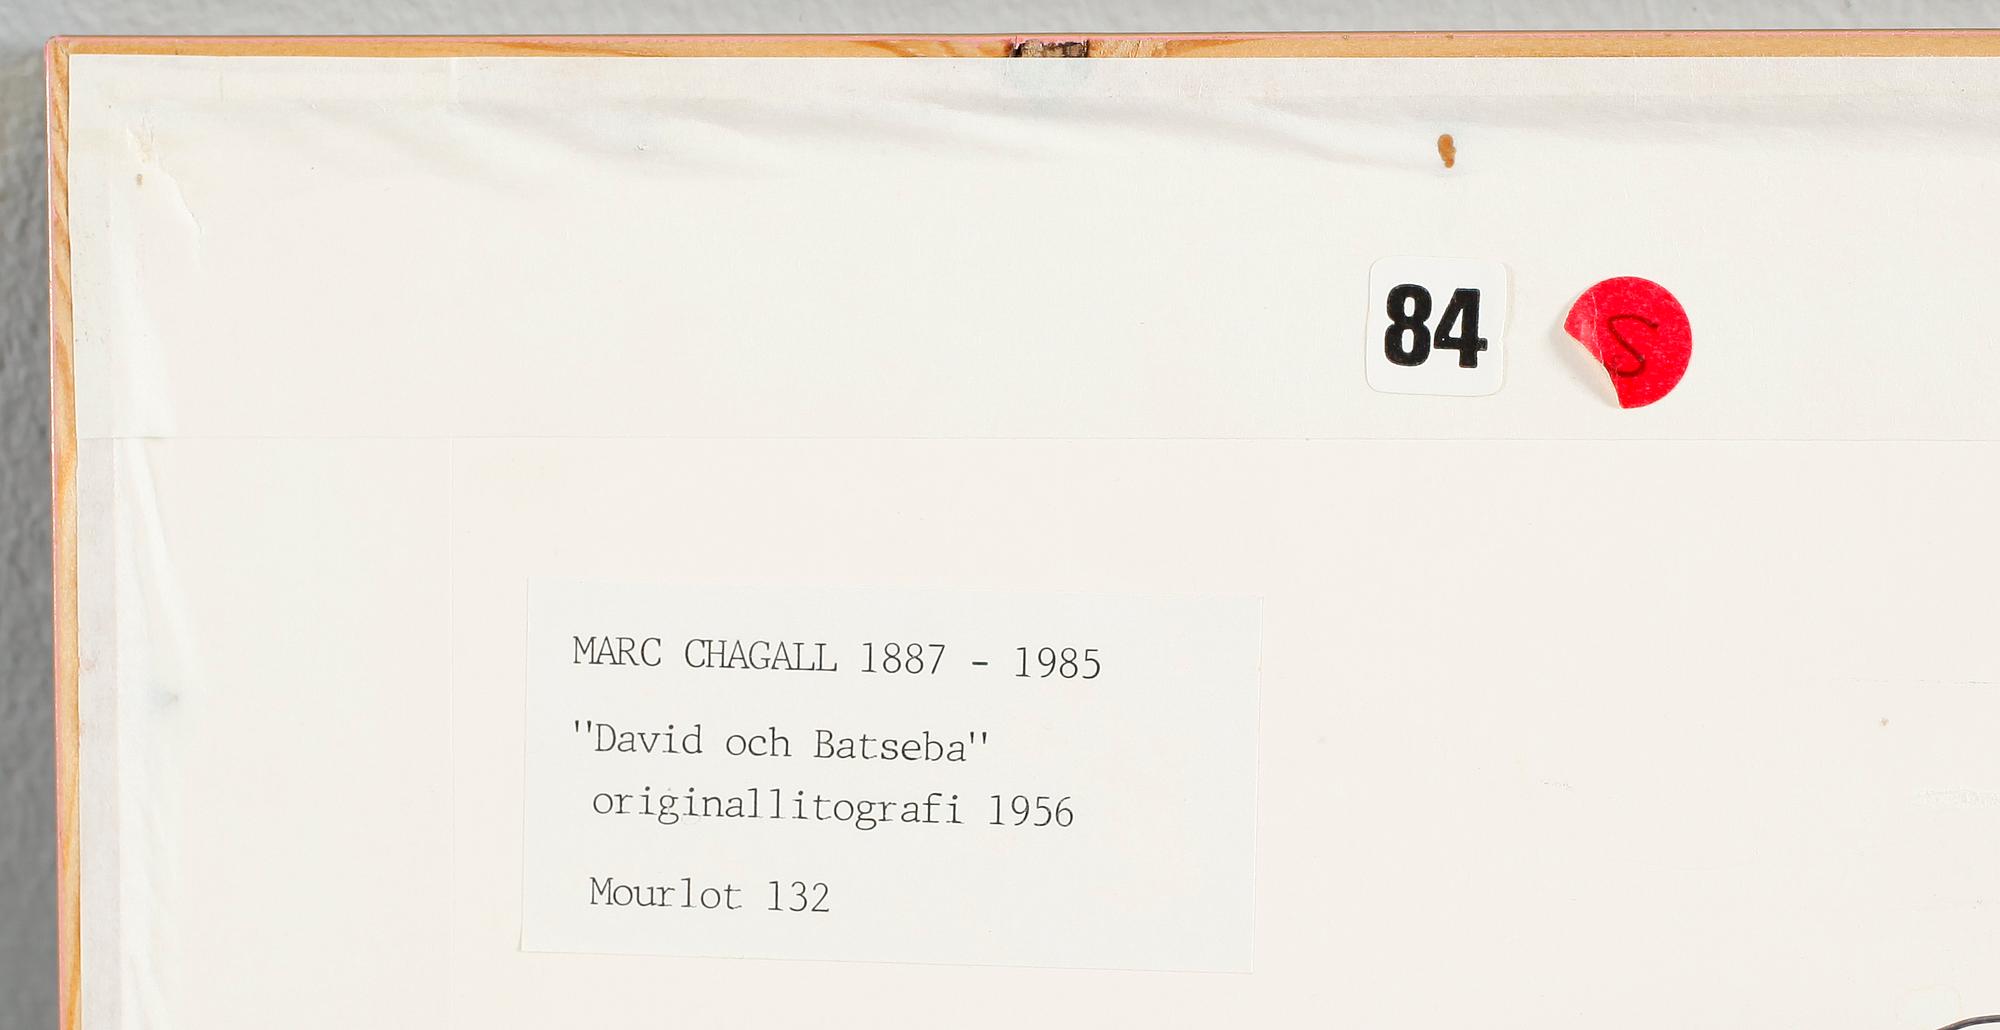 84
S
MARC CHAGALL 1887 - 1985
"David och Batseba"
originallitografi 1956
Mourlot 132